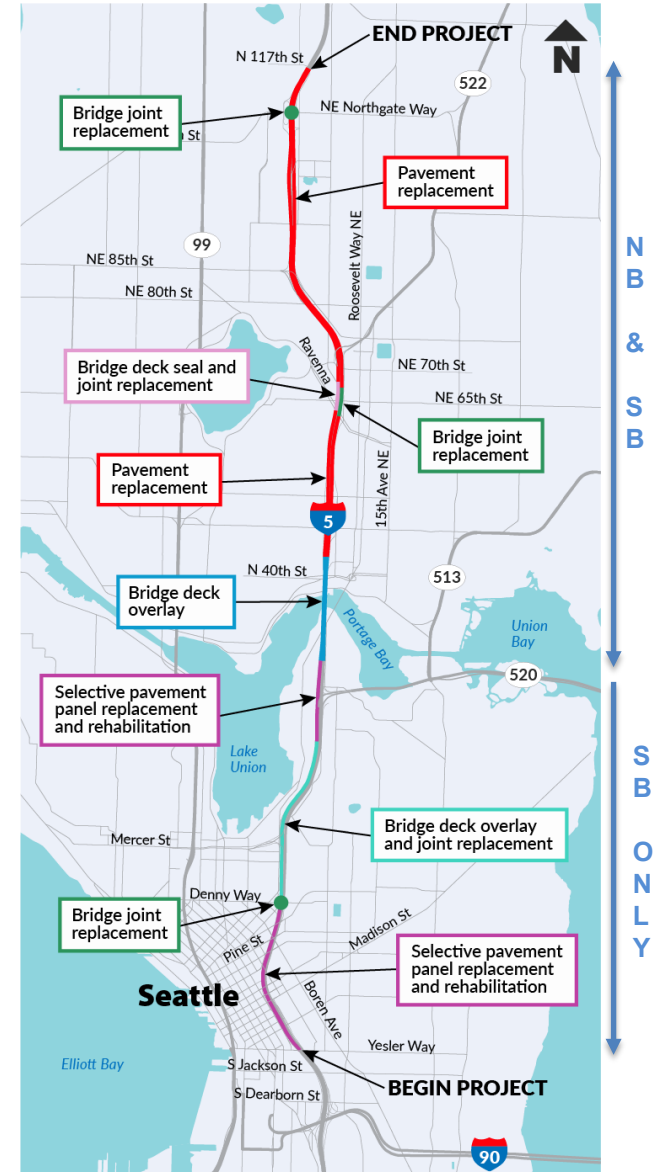 END PROJECT
N 117th St
N
522
Bridge joint
replacement
NE Northgate Way
St
Pavement
replacement
NB & SB
99
Roosevelt Way NE
NE 85th St
NE 80th St
Ravenna
Bridge deck seal and
joint replacement
NE 70th St
NE 65th St
Bridge joint
replacement
Pavement
replacement
15th Ave NE
5
N 40th St
513
Bridge deck
overlay
Portage Bay
Union
Bay
520
Selective pavement
panel replacement
and rehabilitation
Lake
Union
SB ONLY
Bridge deck overlay
and joint replacement
Mercer St
Denny Way
Bridge joint
replacement
Pine St
Madison St
Selective pavement
panel replacement
and rehabilitation
Seattle
Boren Ave
Yesler Way
Elliott Bay
S Jackson St
BEGIN PROJECT
S Dearborn St
90